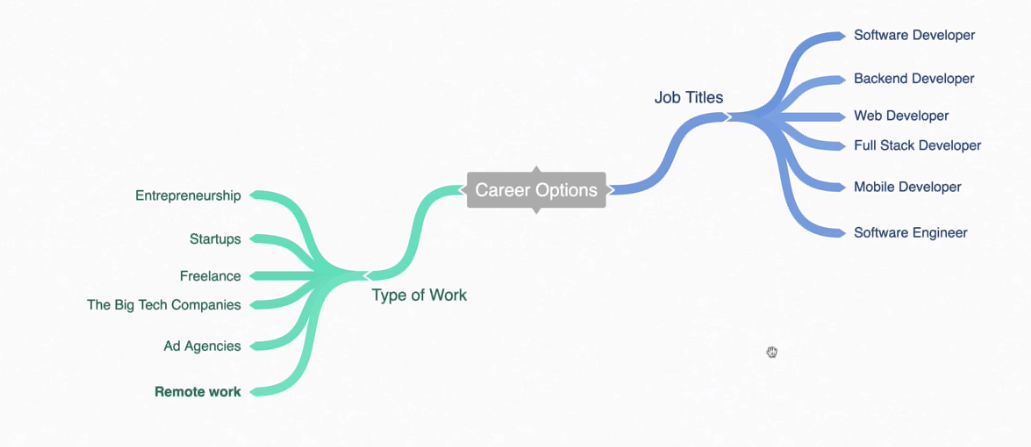 Career Options
Job Titles
Software Developer
Backend Developer
Web Developer
Full Stack Developer
Mobile Developer
Software Engineer
Type of Work
Entrepreneurship
Startups
Freelance
The Big Tech Companies
Ad Agencies
Remote work